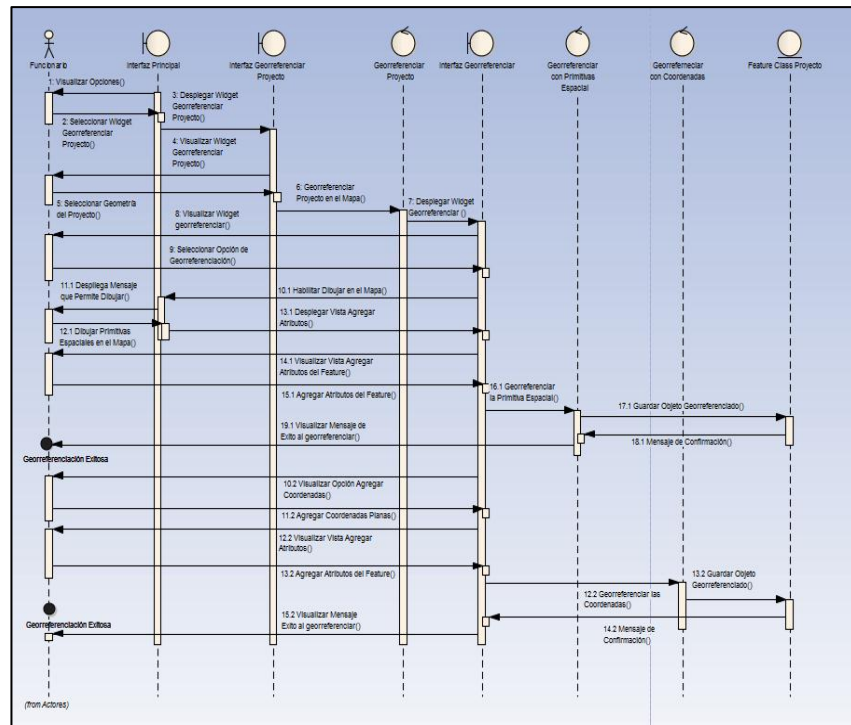 Funcionario
Interfaz Principal
Interfaz Georreferenciar
Proyecto
Georreferenciar
Proyecto
Interfaz Georreferenciar
Georreferenciar
con Primitivas
Espacial
Georreferneciar
con Coordenadas
Feature Class Proyecto
1: Visualizar Opciones()
2: Seleccionar Widget
Georreferenciar
Proyecto()
3: Desplegar Widget
Georreferenciar
Proyecto()
4: Visualizar Widget
Georreferenciar
Proyecto()
5: Seleccionar Geometría
del Proyecto()
6: Georreferenciar
Proyecto en el Mapa()
7: Desplegar Widget
Georreferenciar ()
8: Visualizar Widget
georreferenciar()
9: Seleccionar Opción de
Georreferenciación()
10.1 Habilitar Dibujar en el Mapa()
11.1 Despliega Mensaje
que Permite Dibujar()
12.1 Dibujar Primitivas
Espaciales en el Mapa()
13.1 Desplegar Vista Agregar
Atributos()
14.1 Visualizar Vista Agregar
Atributos del Feature()
15.1 Agregar Atributos del Feature()
16.1 Georreferenciar
la Primitiva Espacial()
17.1 Guardar Objeto Georreferenciado()
18.1 Mensaje de Confirmación()
19.1 Visualizar Mensaje de
Exito al georreferenciar()
Georreferenciación Exitosa
10.2 Visualizar Opción Agregar
Coordenadas()
11.2 Agregar Coordenadas Planas()
12.2 Visualizar Vista Agregar
Atributos()
13.2 Agregar Atributos del Feature()
12.2 Georreferenciar las
Coordenadas()
13.2 Guardar Objeto
Georreferenciado()
14.2 Mensaje de
Confirmación()
15.2 Visualizar Mensaje
Exito al georreferenciar()
Georreferenciación Exitosa
(from Actores)